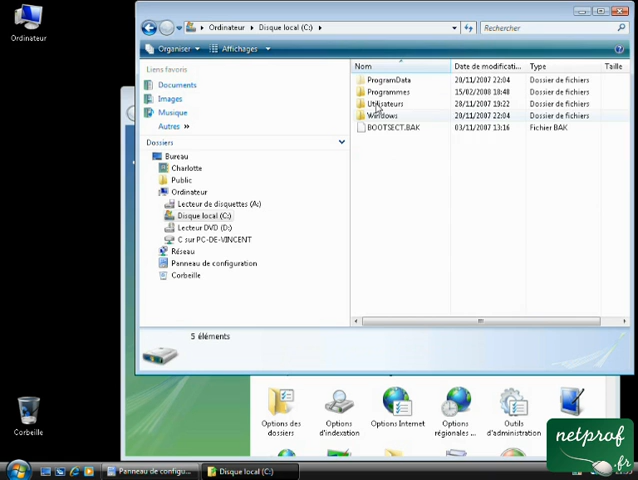 Ordinateur
Ordinateur ▸ Disque local (C:) ▸
Rechercher
Organiser
Affichages
Liens favoris
Documents
Images
Musique
Autres »
Dossiers
Bureau
Charlotte
Public
Ordinateur
Lecteur de disquettes (A:)
Disque local (C:)
Lecteur DVD (D:)
C sur PC-DE-VINCENT
Réseau
Panneau de configuration
Corbeille
Nom Date de modificati... Type Taille
ProgramData 20/11/2007 22:04 Dossier de fichiers
Programmes 15/02/2008 18:48 Dossier de fichiers
Utilisateurs 28/11/2007 19:22 Dossier de fichiers
Windows 20/11/2007 22:04 Dossier de fichiers
BOOTSECT.BAK 03/11/2007 13:16 Fichier BAK
5 éléments
Options des dossiers
Options d'indexation
Options Internet
Options régionales ...
Outils d'administration
Corbeille
Panneau de configu...
Disque local (C:)
netprof
.fr